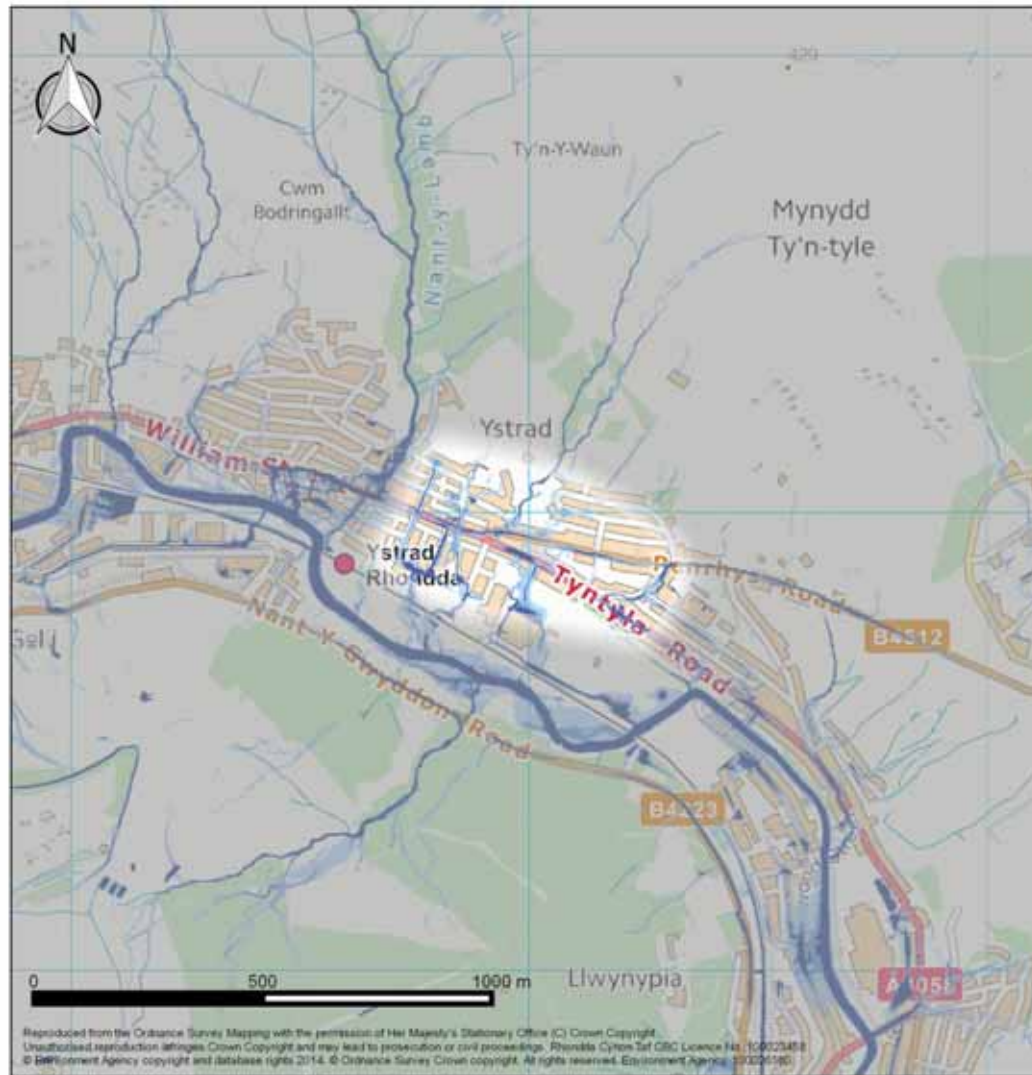 N
420
Ty'n-Y-Waun
Cwm
Bodringallt
Nant-y-Lamb
Mynydd
Ty'n-tyle
Ystrad
William St
Ystrad
Rhondda
Tyntyla Road
Penrhys Road
B4512
Nant-Y-Gwyddon Road
B4223
Llwynypia
A4058
0 500 1000 m
Reproduced from the Ordnance Survey Mapping with the permission of Her Majesty's Stationary Office (C) Crown Copyright.
Unauthorised reproduction infringes Crown Copyright and may lead to prosecution or civil proceedings. Rhondda Cynon Taf CBC Licence No. 100023458
© Environment Agency copyright and database rights 2014. © Ordnance Survey Crown copyright. All rights reserved. Environment Agency,